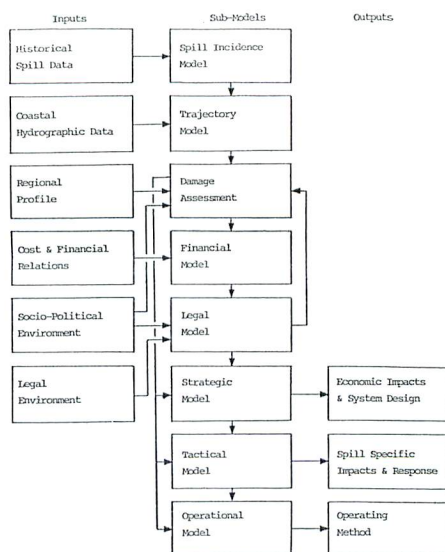 Inputs
Sub-Models
Outputs
Historical
Spill Data
Spill Incidence
Model
Coastal
Hydrographic Data
Trajectory
Model
Regional
Profile
Damage
Assessment
Cost & Financial
Relations
Financial
Model
Socio-Political
Environment
Legal
Model
Legal
Environment
Strategic
Model
Economic Impacts
& System Design
Tactical
Model
Spill Specific
Impacts & Response
Operational
Model
Operating
Method